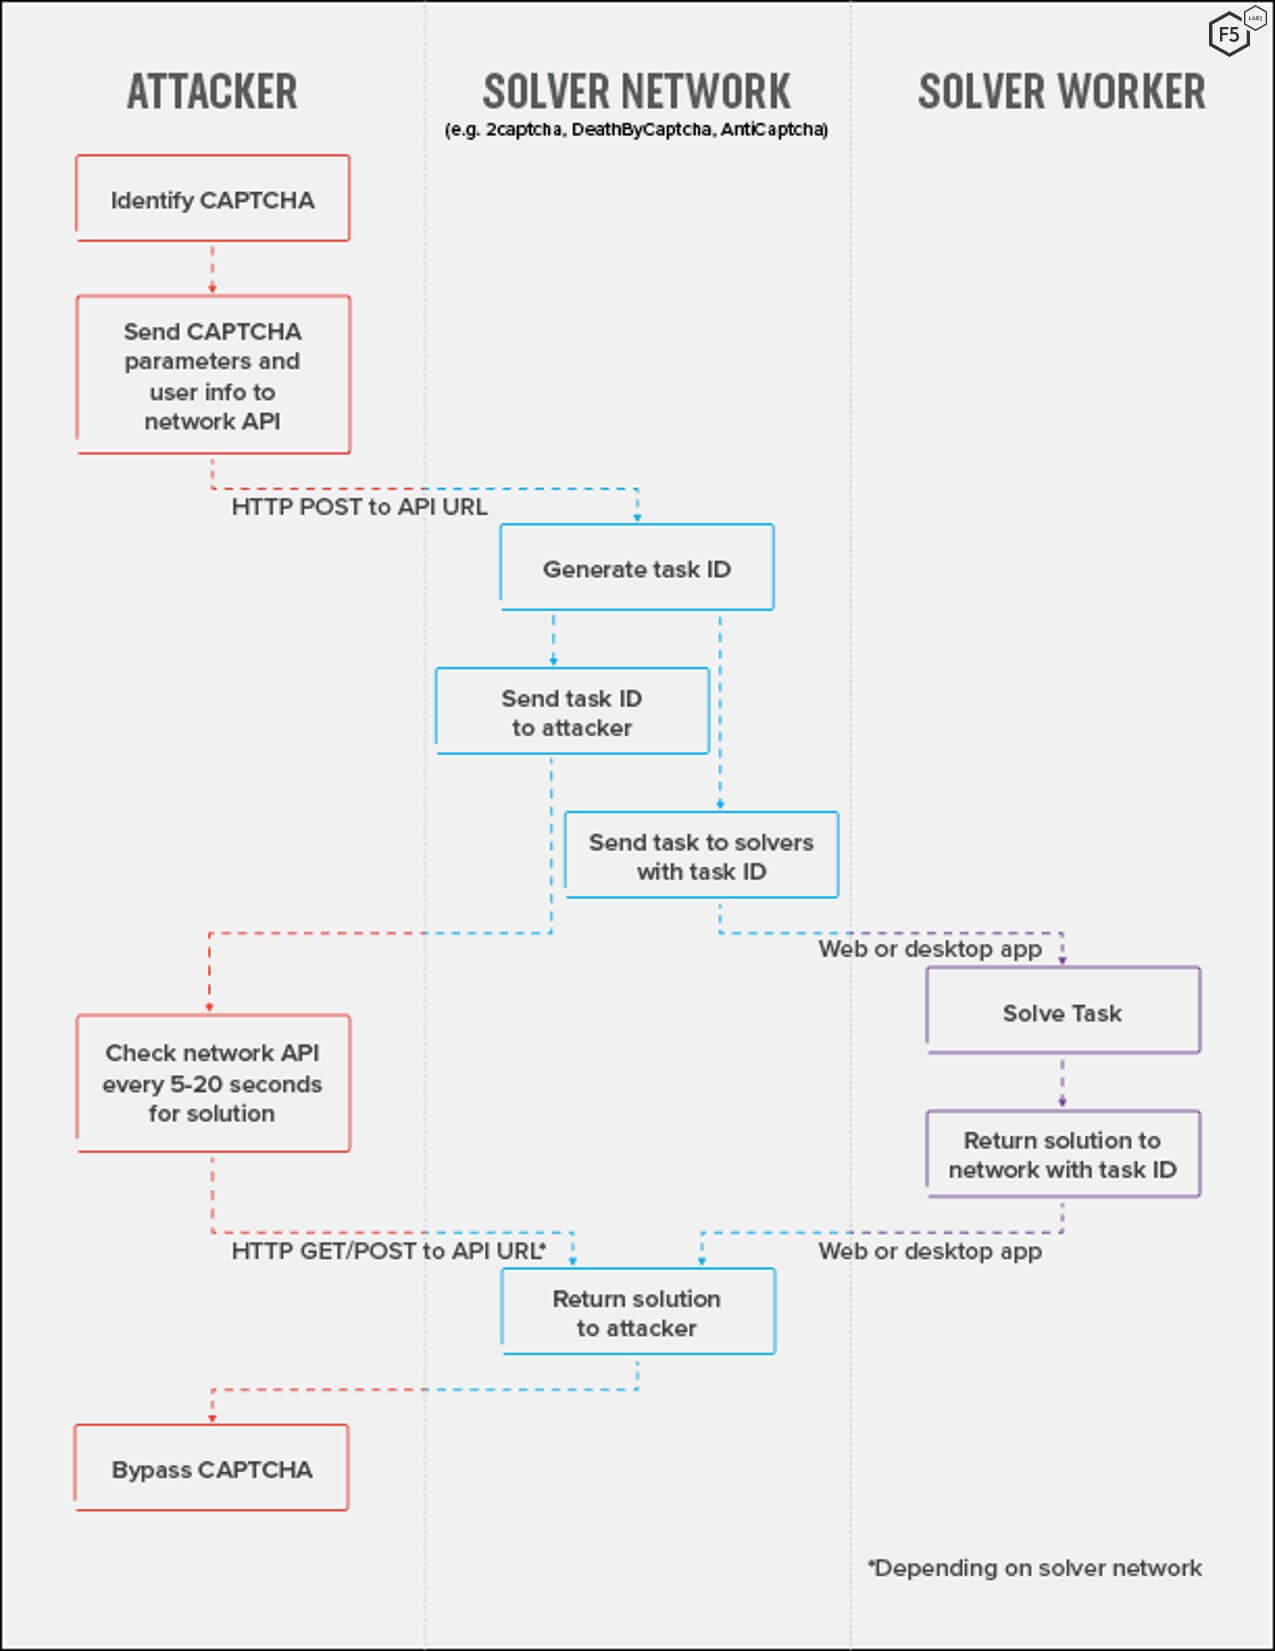 F5
LABS
ATTACKER
SOLVER NETWORK
(e.g. 2captcha, DeathByCaptcha, AntiCaptcha)
SOLVER WORKER
Identify CAPTCHA
Send CAPTCHA
parameters and
user info to
network API
HTTP POST to API URL
Generate task ID
Send task ID
to attacker
Send task to solvers
with task ID
Web or desktop app
Solve Task
Check network API
every 5-20 seconds
for solution
Return solution to
network with task ID
HTTP GET/POST to API URL*
Web or desktop app
Return solution
to attacker
Bypass CAPTCHA
*Depending on solver network